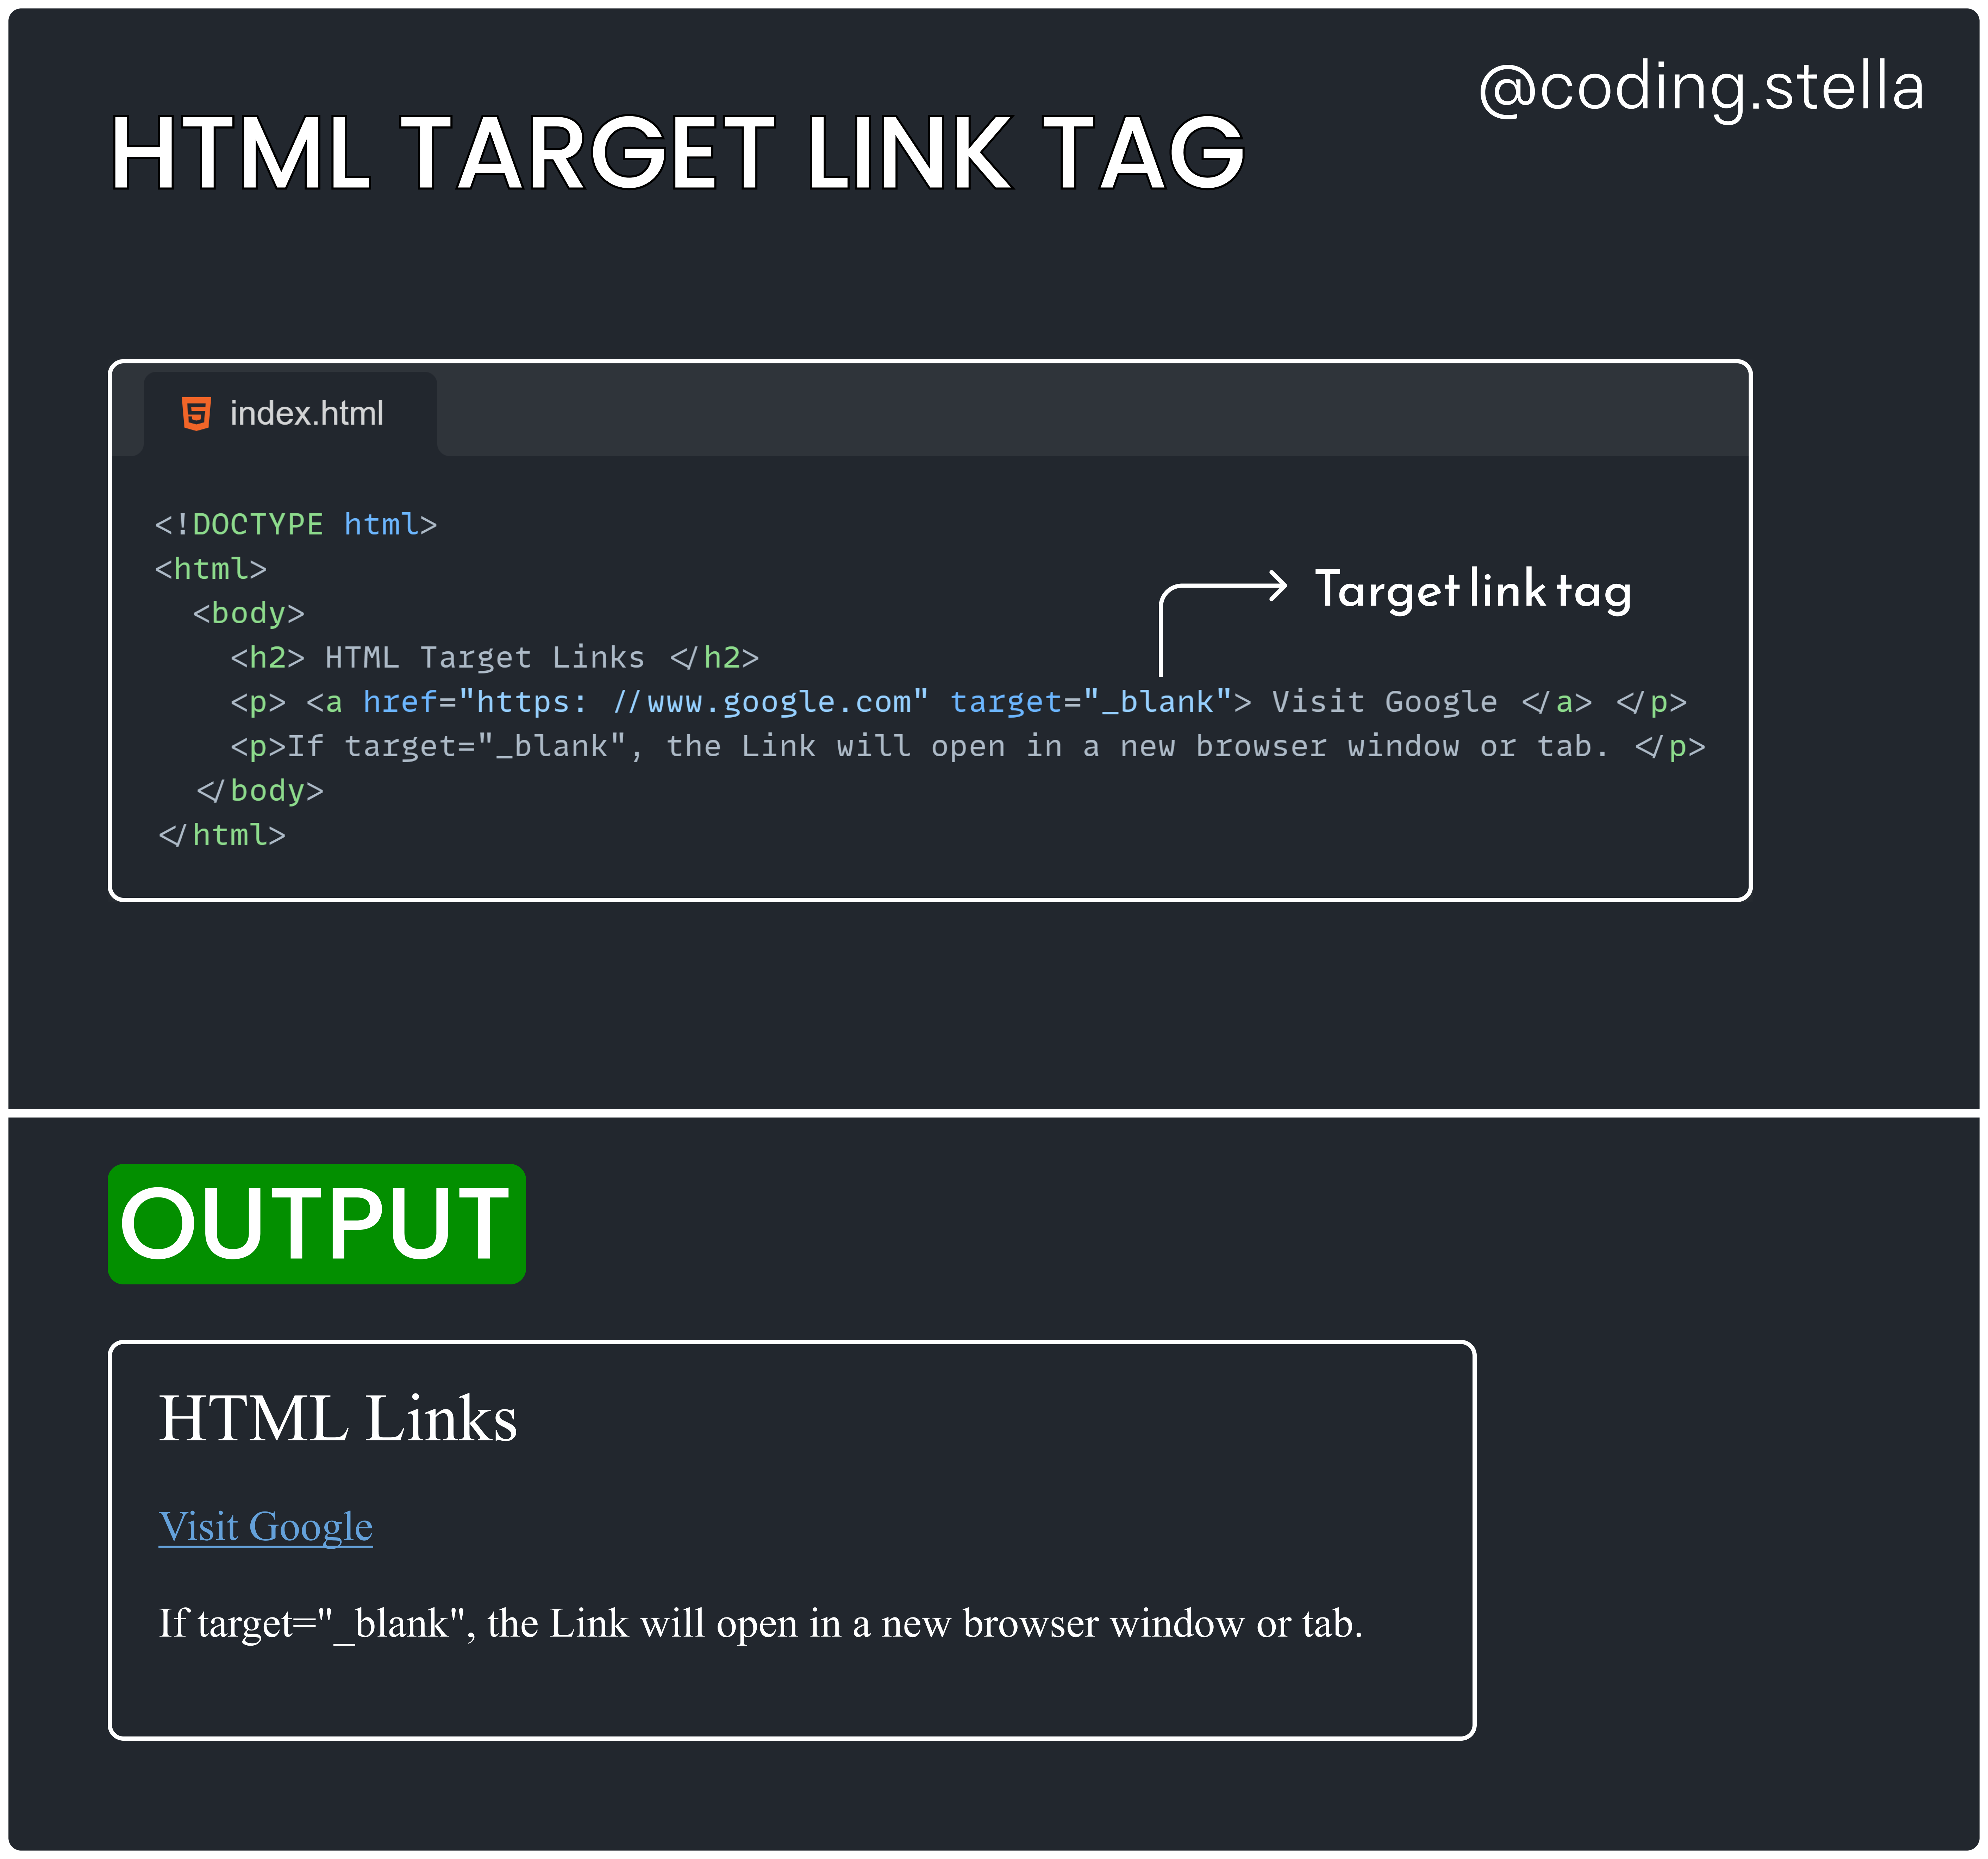 @coding.stella
HTML TARGET LINK TAG
index.html
<!DOCTYPE html>
<html>
<body>
Target link tag
<h2> HTML Target Links </h2>
<p> <a href="https: //www.google.com" target="_blank"> Visit Google </a> </p>
<p>If target="_blank", the Link will open in a new browser window or tab. </p>
</body>
</html>
OUTPUT
HTML Links
Visit Google
If target="_blank", the Link will open in a new browser window or tab.